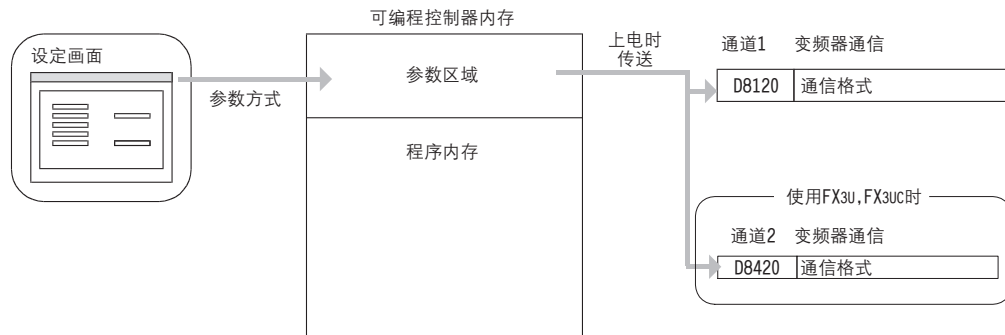 可编程控制器内存
设定画面
参数方式
参数区域
程序内存
上电时
传送
通道1 变频器通信
D8120 通信格式
使用FX3U,FX3UC时
通道2 变频器通信
D8420 通信格式